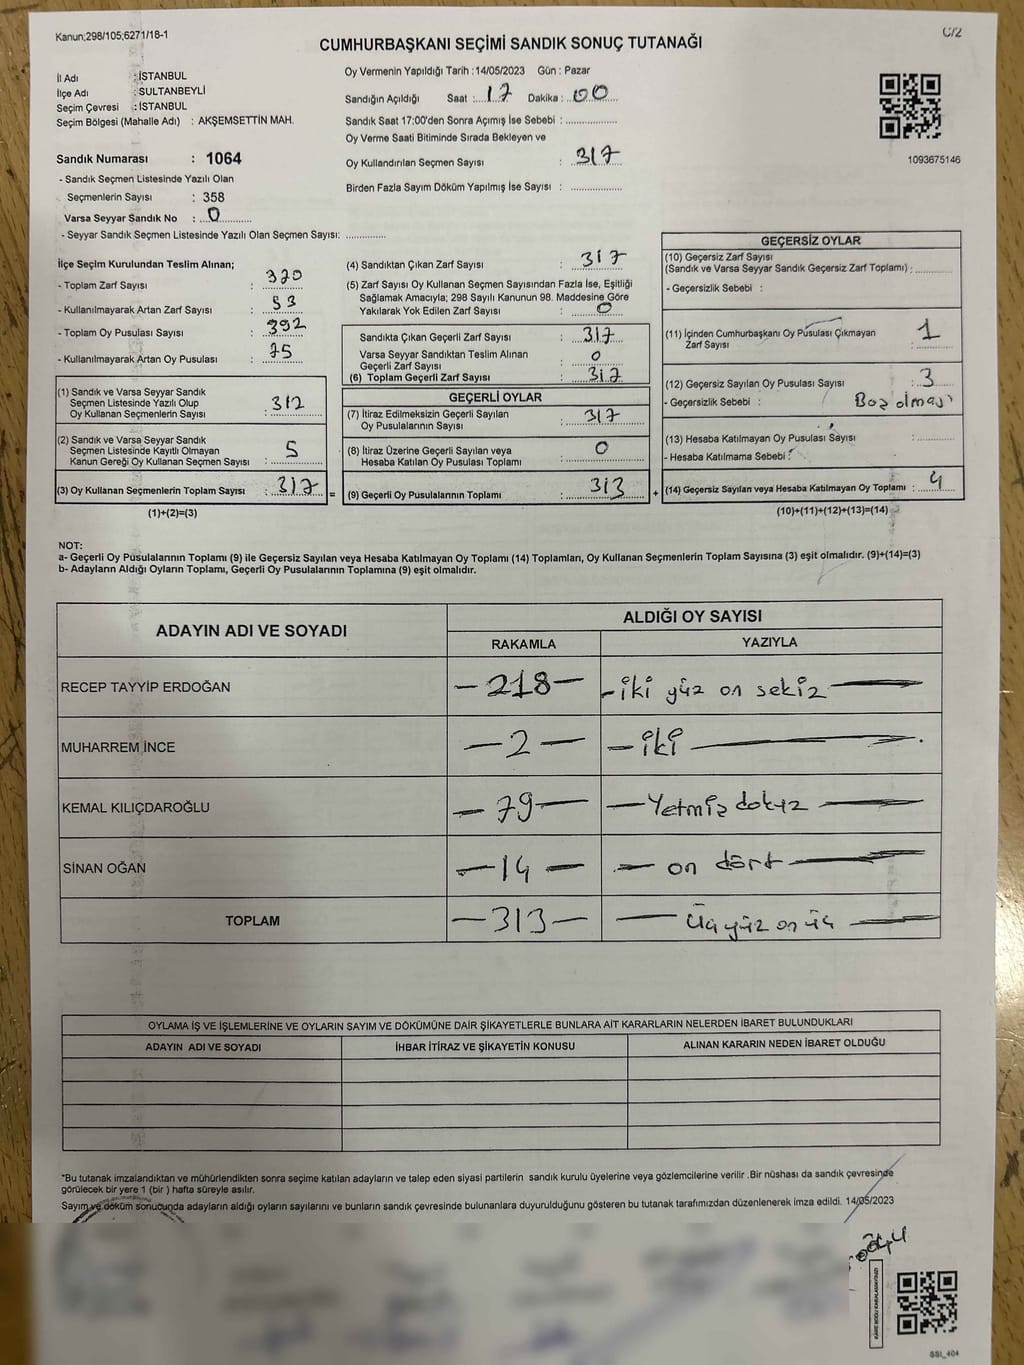 Kanun;298/105;6271/18-1
C/2
CUMHURBAŞKANI SEÇİMİ SANDIK SONUÇ TUTANAĞI
İl Adı : İSTANBUL
İlçe Adı : SULTANBEYLİ
Seçim Çevresi : İSTANBUL
Seçim Bölgesi (Mahalle Adı) : AKŞEMSETTİN MAH.
Sandık Numarası : 1064
- Sandık Seçmen Listesinde Yazılı Olan
Seçmenlerin Sayısı : 358
Varsa Seyyar Sandık No : 0
- Seyyar Sandık Seçmen Listesinde Yazılı Olan Seçmen Sayısı: ..............
Oy Vermenin Yapıldığı Tarih :14/05/2023 Gün : Pazar
Sandığın Açıldığı Saat : 17 Dakika : 00
Sandık Saat 17:00'den Sonra Açımış İse Sebebi : ................
Oy Verme Saati Bitiminde Sırada Bekleyen ve
Oy Kullandırılan Seçmen Sayısı : 317
Birden Fazla Sayım Döküm Yapılmış İse Sayısı : ................
1093675146
İlçe Seçim Kurulundan Teslim Alınan;
- Toplam Zarf Sayısı : 370
- Kullanılmayarak Artan Zarf Sayısı : 53
- Toplam Oy Pusulası Sayısı : 392
- Kullanılmayarak Artan Oy Pusulası : 75
(1) Sandık ve Varsa Seyyar Sandık
Seçmen Listesinde Yazılı Olup
Oy Kullanan Seçmenlerin Sayısı : 312
(2) Sandık ve Varsa Seyyar Sandık
Seçmen Listesinde Kayıtlı Olmayan
Kanun Gereği Oy Kullanan Seçmen Sayısı : 5
(3) Oy Kullanan Seçmenlerin Toplam Sayısı : 317 =
(1)+(2)=(3)
(4) Sandıktan Çıkan Zarf Sayısı : 317
(5) Zarf Sayısı Oy Kullanan Seçmen Sayısından Fazla İse, Eşitliği
Sağlamak Amacıyla; 298 Sayılı Kanunun 98. Maddesine Göre
Yakılarak Yok Edilen Zarf Sayısı : 0
Sandıkta Çıkan Geçerli Zarf Sayısı : 317
Varsa Seyyar Sandıktan Teslim Alınan
Geçerli Zarf Sayısı : 0
(6) Toplam Geçerli Zarf Sayısı : 317
GEÇERLİ OYLAR
(7) İtiraz Edilmeksizin Geçerli Sayılan
Oy Pusulalarının Sayısı : 317
(8) İtiraz Üzerine Geçerli Sayılan veya
Hesaba Katılan Oy Pusulası Toplamı : 0
(9) Geçerli Oy Pusulalarının Toplamı : 313 +
GEÇERSİZ OYLAR
(10) Geçersiz Zarf Sayısı
(Sandık ve Varsa Seyyar Sandık Geçersiz Zarf Toplamı) : ............
- Geçersizlik Sebebi :
(11) İçinden Cumhurbaşkanı Oy Pusulası Çıkmayan
Zarf Sayısı 1
(12) Geçersiz Sayılan Oy Pusulası Sayısı : 3
- Geçersizlik Sebebi : Boş olması
(13) Hesaba Katılmayan Oy Pusulası Sayısı : ............
- Hesaba Katılmama Sebebi :
(14) Geçersiz Sayılan veya Hesaba Katılmayan Oy Toplamı : 4
(10)+(11)+(12)+(13)=(14)
NOT:
a- Geçerli Oy Pusulalarının Toplamı (9) ile Geçersiz Sayılan veya Hesaba Katılmayan Oy Toplamı (14) Toplamları, Oy Kullanan Seçmenlerin Toplam Sayısına (3) eşit olmalıdır. (9)+(14)=(3)
b- Adayların Aldığı Oyların Toplamı, Geçerli Oy Pusulalarının Toplamına (9) eşit olmalıdır.
ADAYIN ADI VE SOYADI
ALDIĞI OY SAYISI
RAKAMLA YAZIYLA
RECEP TAYYİP ERDOĞAN - 218 - - iki yüz on sekiz
MUHARREM İNCE - 2 - - iki
KEMAL KILIÇDAROĞLU - 79 - - Yetmiş dokuz
SİNAN OĞAN - 14 - - on dört
TOPLAM - 313 - - üç yüz on üç
OYLAMA İŞ VE İŞLEMLERİNE VE OYLARIN SAYIM VE DÖKÜMÜNE DAİR ŞİKAYETLERLE BUNLARA AİT KARARLARIN NELERDEN İBARET BULUNDUKLARI
ADAYIN ADI VE SOYADI İHBAR İTİRAZ VE ŞİKAYETİN KONUSU ALINAN KARARIN NEDEN İBARET OLDUĞU
*Bu tutanak imzalandıktan ve mühürlendikten sonra seçime katılan adayların ve talep eden siyasi partilerin sandık kurulu üyelerine veya gözlemcilerine verilir .Bir nüshası da sandık çevresinde
görülecek bir yere 1 (bir ) hafta süreyle asılır.
Sayım ve döküm sonucunda adayların aldığı oyların sayılarını ve bunların sandık çevresinde bulunanlara duyurulduğunu gösteren bu tutanak tarafımızdan düzenlenerek imza edildi. 14/05/2023
SSI_404